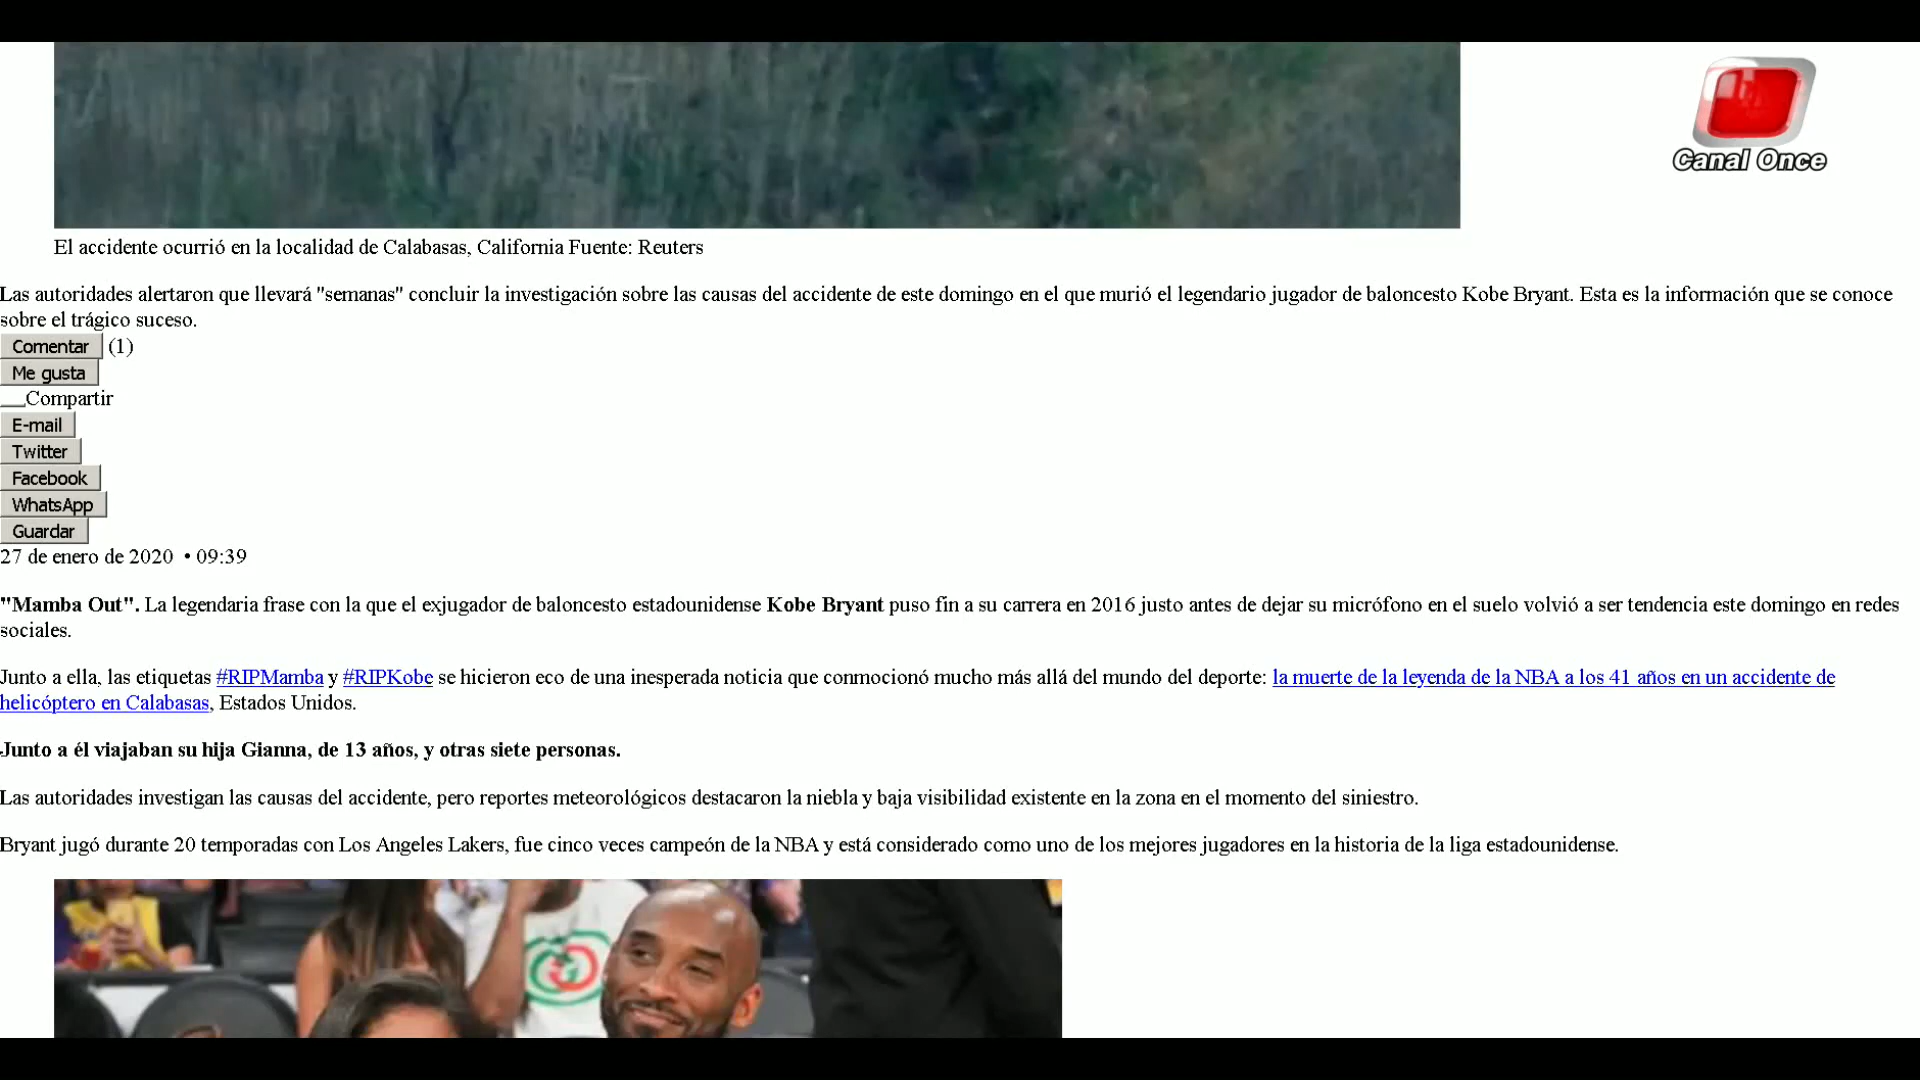 Canal Once
El accidente ocurrió en la localidad de Calabasas, California Fuente: Reuters
Las autoridades alertaron que llevará "semanas" concluir la investigación sobre las causas del accidente de este domingo en el que murió el legendario jugador de baloncesto Kobe Bryant. Esta es la información que se conoce
sobre el trágico suceso.
Comentar (1)
Me gusta
__Compartir
E-mail
Twitter
Facebook
WhatsApp
Guardar
27 de enero de 2020 • 09:39
"Mamba Out". La legendaria frase con la que el exjugador de baloncesto estadounidense Kobe Bryant puso fin a su carrera en 2016 justo antes de dejar su micrófono en el suelo volvió a ser tendencia este domingo en redes
sociales.
Junto a ella, las etiquetas #RIPMamba y #RIPKobe se hicieron eco de una inesperada noticia que conmocionó mucho más allá del mundo del deporte: la muerte de la leyenda de la NBA a los 41 años en un accidente de
helicóptero en Calabasas, Estados Unidos.
Junto a él viajaban su hija Gianna, de 13 años, y otras siete personas.
Las autoridades investigan las causas del accidente, pero reportes meteorológicos destacaron la niebla y baja visibilidad existente en la zona en el momento del siniestro.
Bryant jugó durante 20 temporadas con Los Angeles Lakers, fue cinco veces campeón de la NBA y está considerado como uno de los mejores jugadores en la historia de la liga estadounidense.